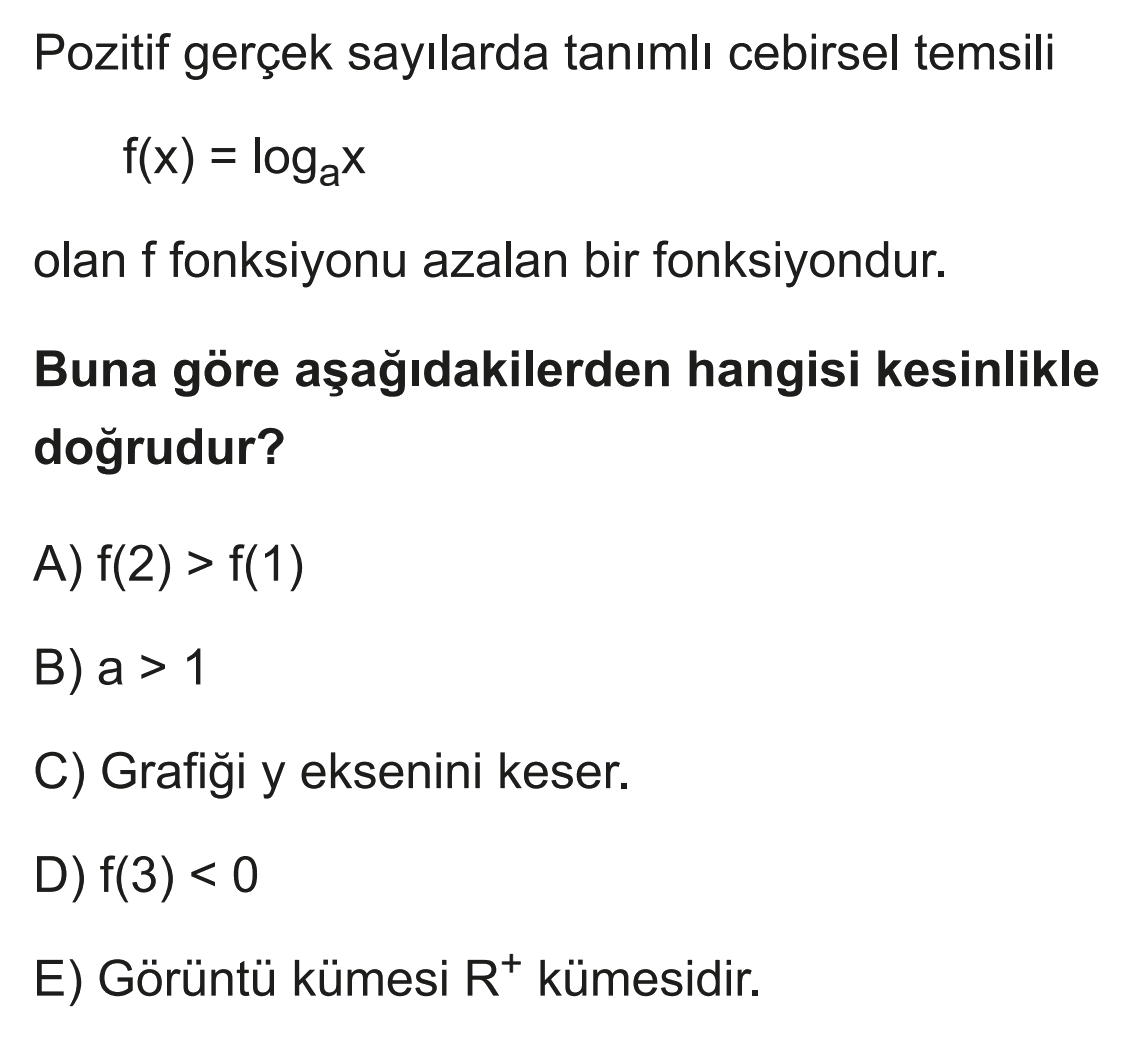 Pozitif gerçek sayılarda tanımlı cebirsel temsili
f(x) = logₐx
olan f fonksiyonu azalan bir fonksiyondur.
Buna göre aşağıdakilerden hangisi kesinlikle
doğrudur?
A) f(2) > f(1)
B) a > 1
C) Grafiği y eksenini keser.
D) f(3) < 0
E) Görüntü kümesi R⁺ kümesidir.